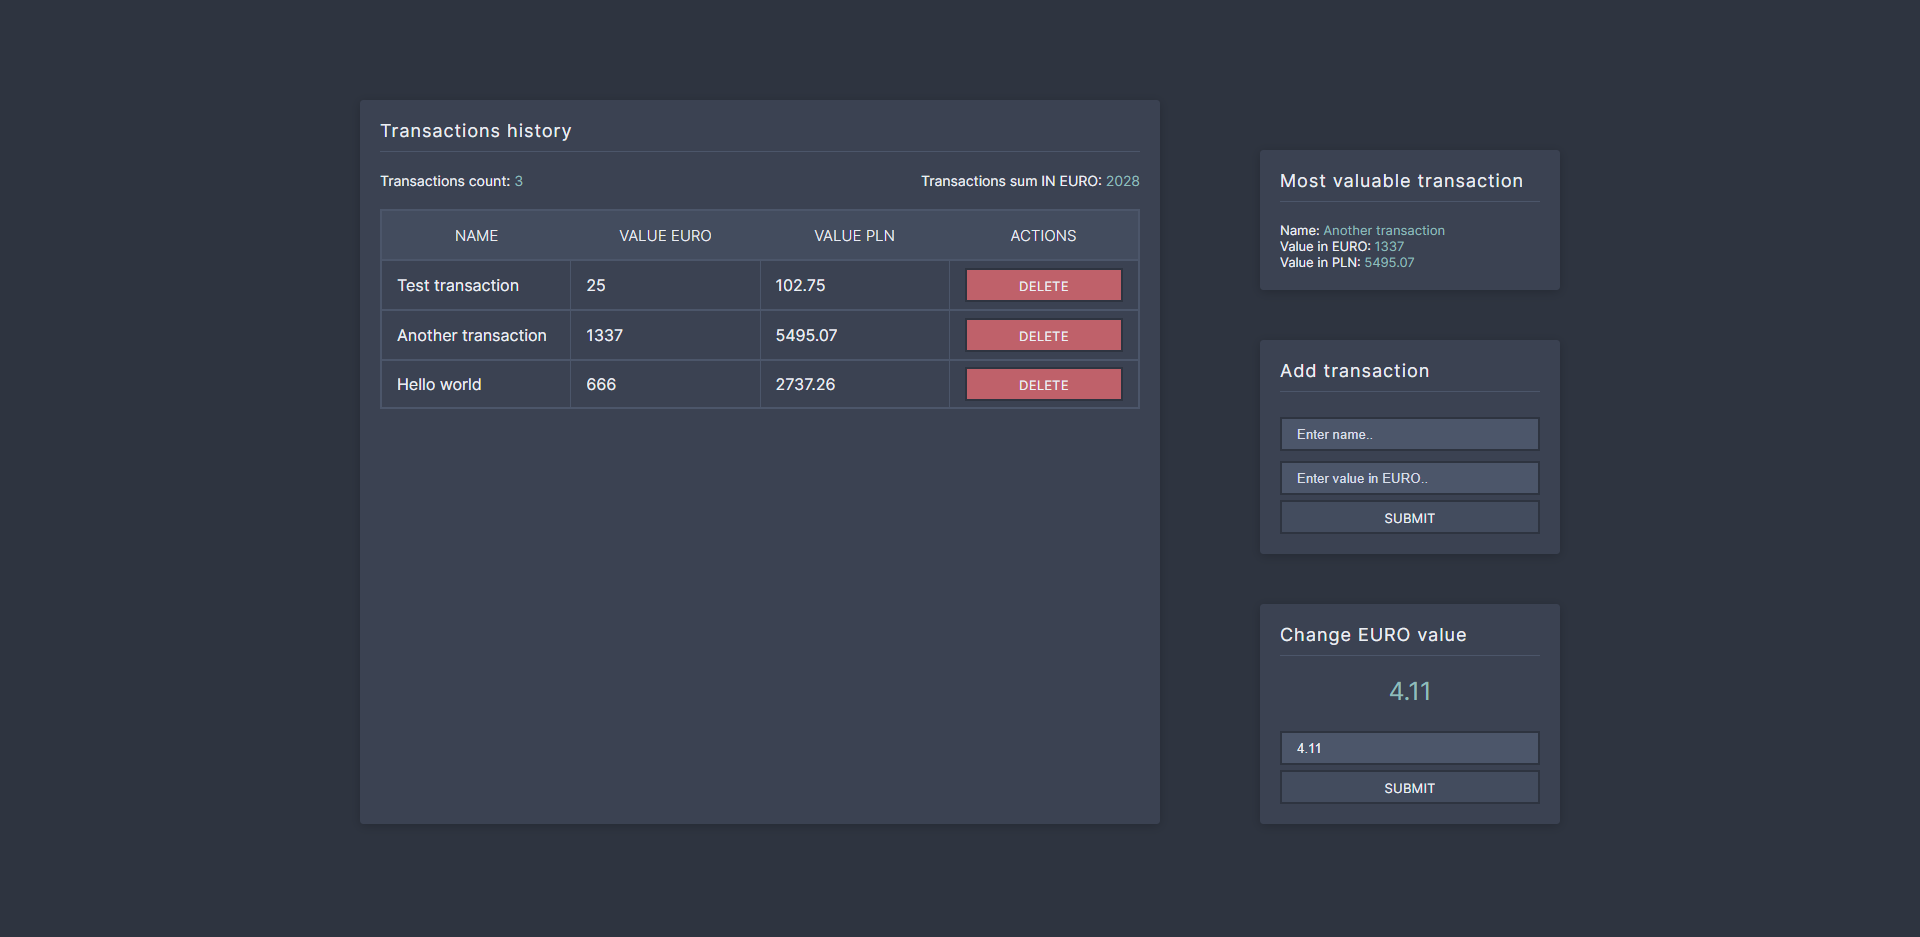 Transactions history
Transactions count: 3
Transactions sum IN EURO: 2028
NAME VALUE EURO VALUE PLN ACTIONS
Test transaction 25 102.75 DELETE
Another transaction 1337 5495.07 DELETE
Hello world 666 2737.26 DELETE
Most valuable transaction
Name: Another transaction
Value in EURO: 1337
Value in PLN: 5495.07
Add transaction
Enter name..
Enter value in EURO..
SUBMIT
Change EURO value
4.11
4.11
SUBMIT